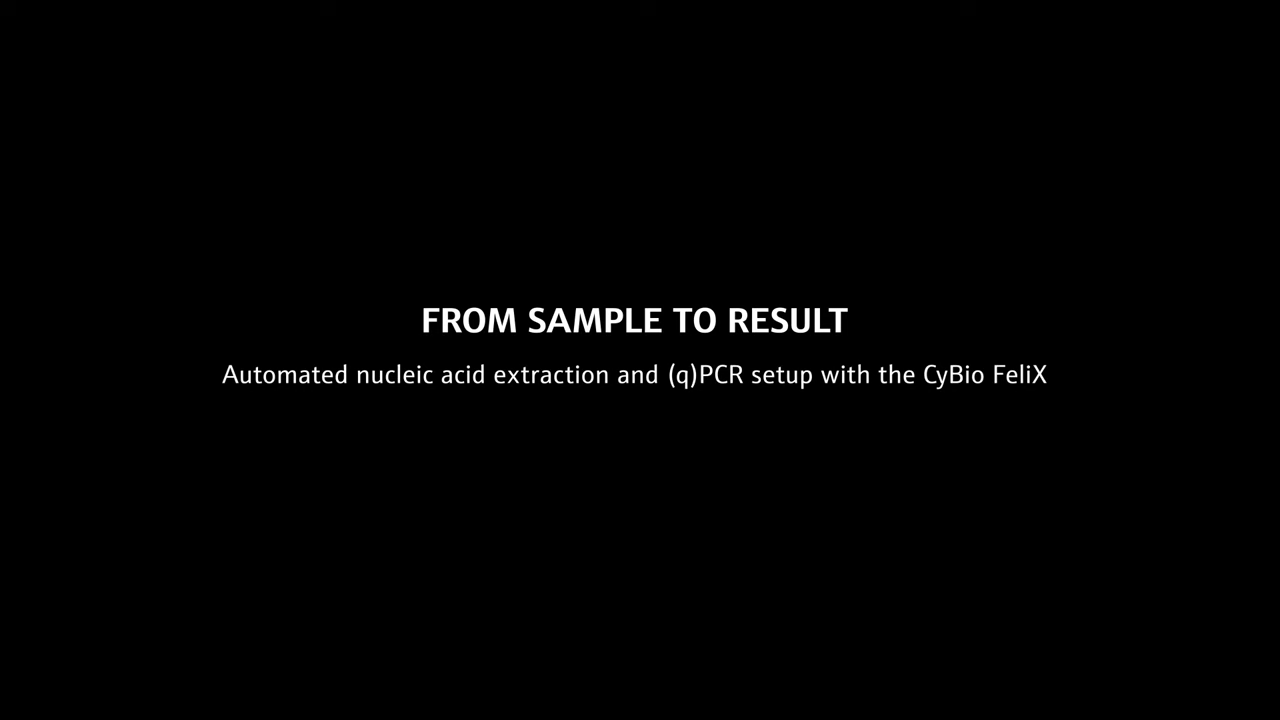 FROM SAMPLE TO RESULT
Automated nucleic acid extraction and (q)PCR setup with the CyBio FeliX